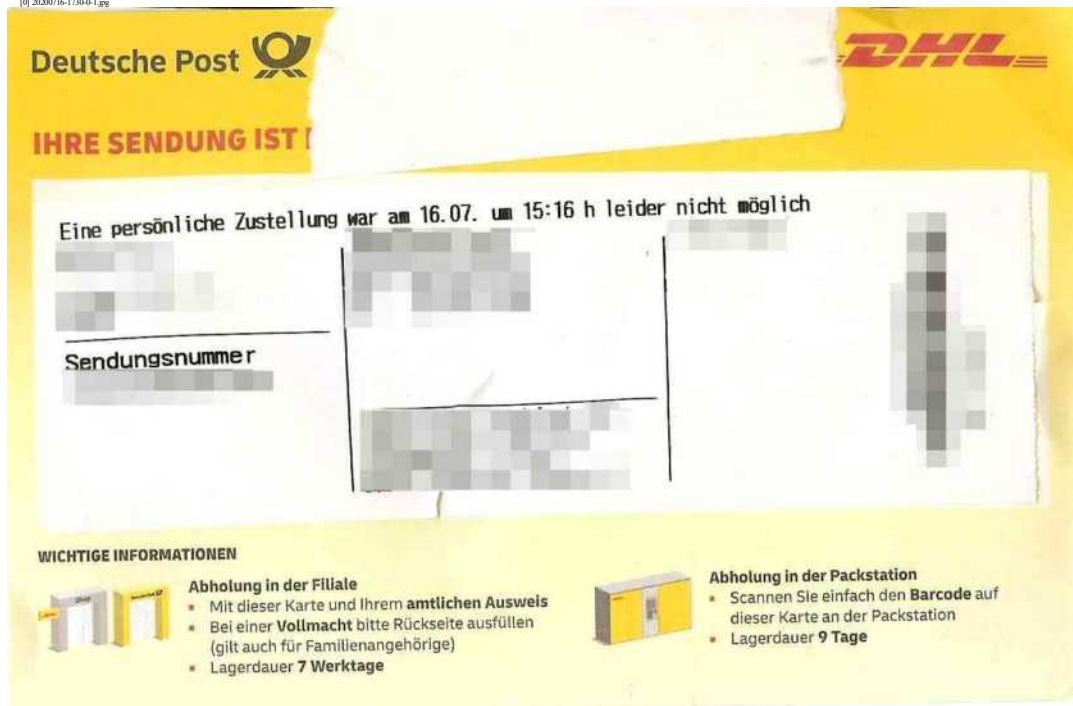 [0] 20200716-1730-0-1.jpg
Deutsche Post
DHL
IHRE SENDUNG IST
Eine persönliche Zustellung war am 16.07. um 15:16 h leider nicht möglich
Sendungsnummer
WICHTIGE INFORMATIONEN
Abholung in der Filiale
Mit dieser Karte und Ihrem amtlichen Ausweis
Bei einer Vollmacht bitte Rückseite ausfüllen
(gilt auch für Familienangehörige)
Lagerdauer 7 Werktage
Abholung in der Packstation
Scannen Sie einfach den Barcode auf
dieser Karte an der Packstation
Lagerdauer 9 Tage